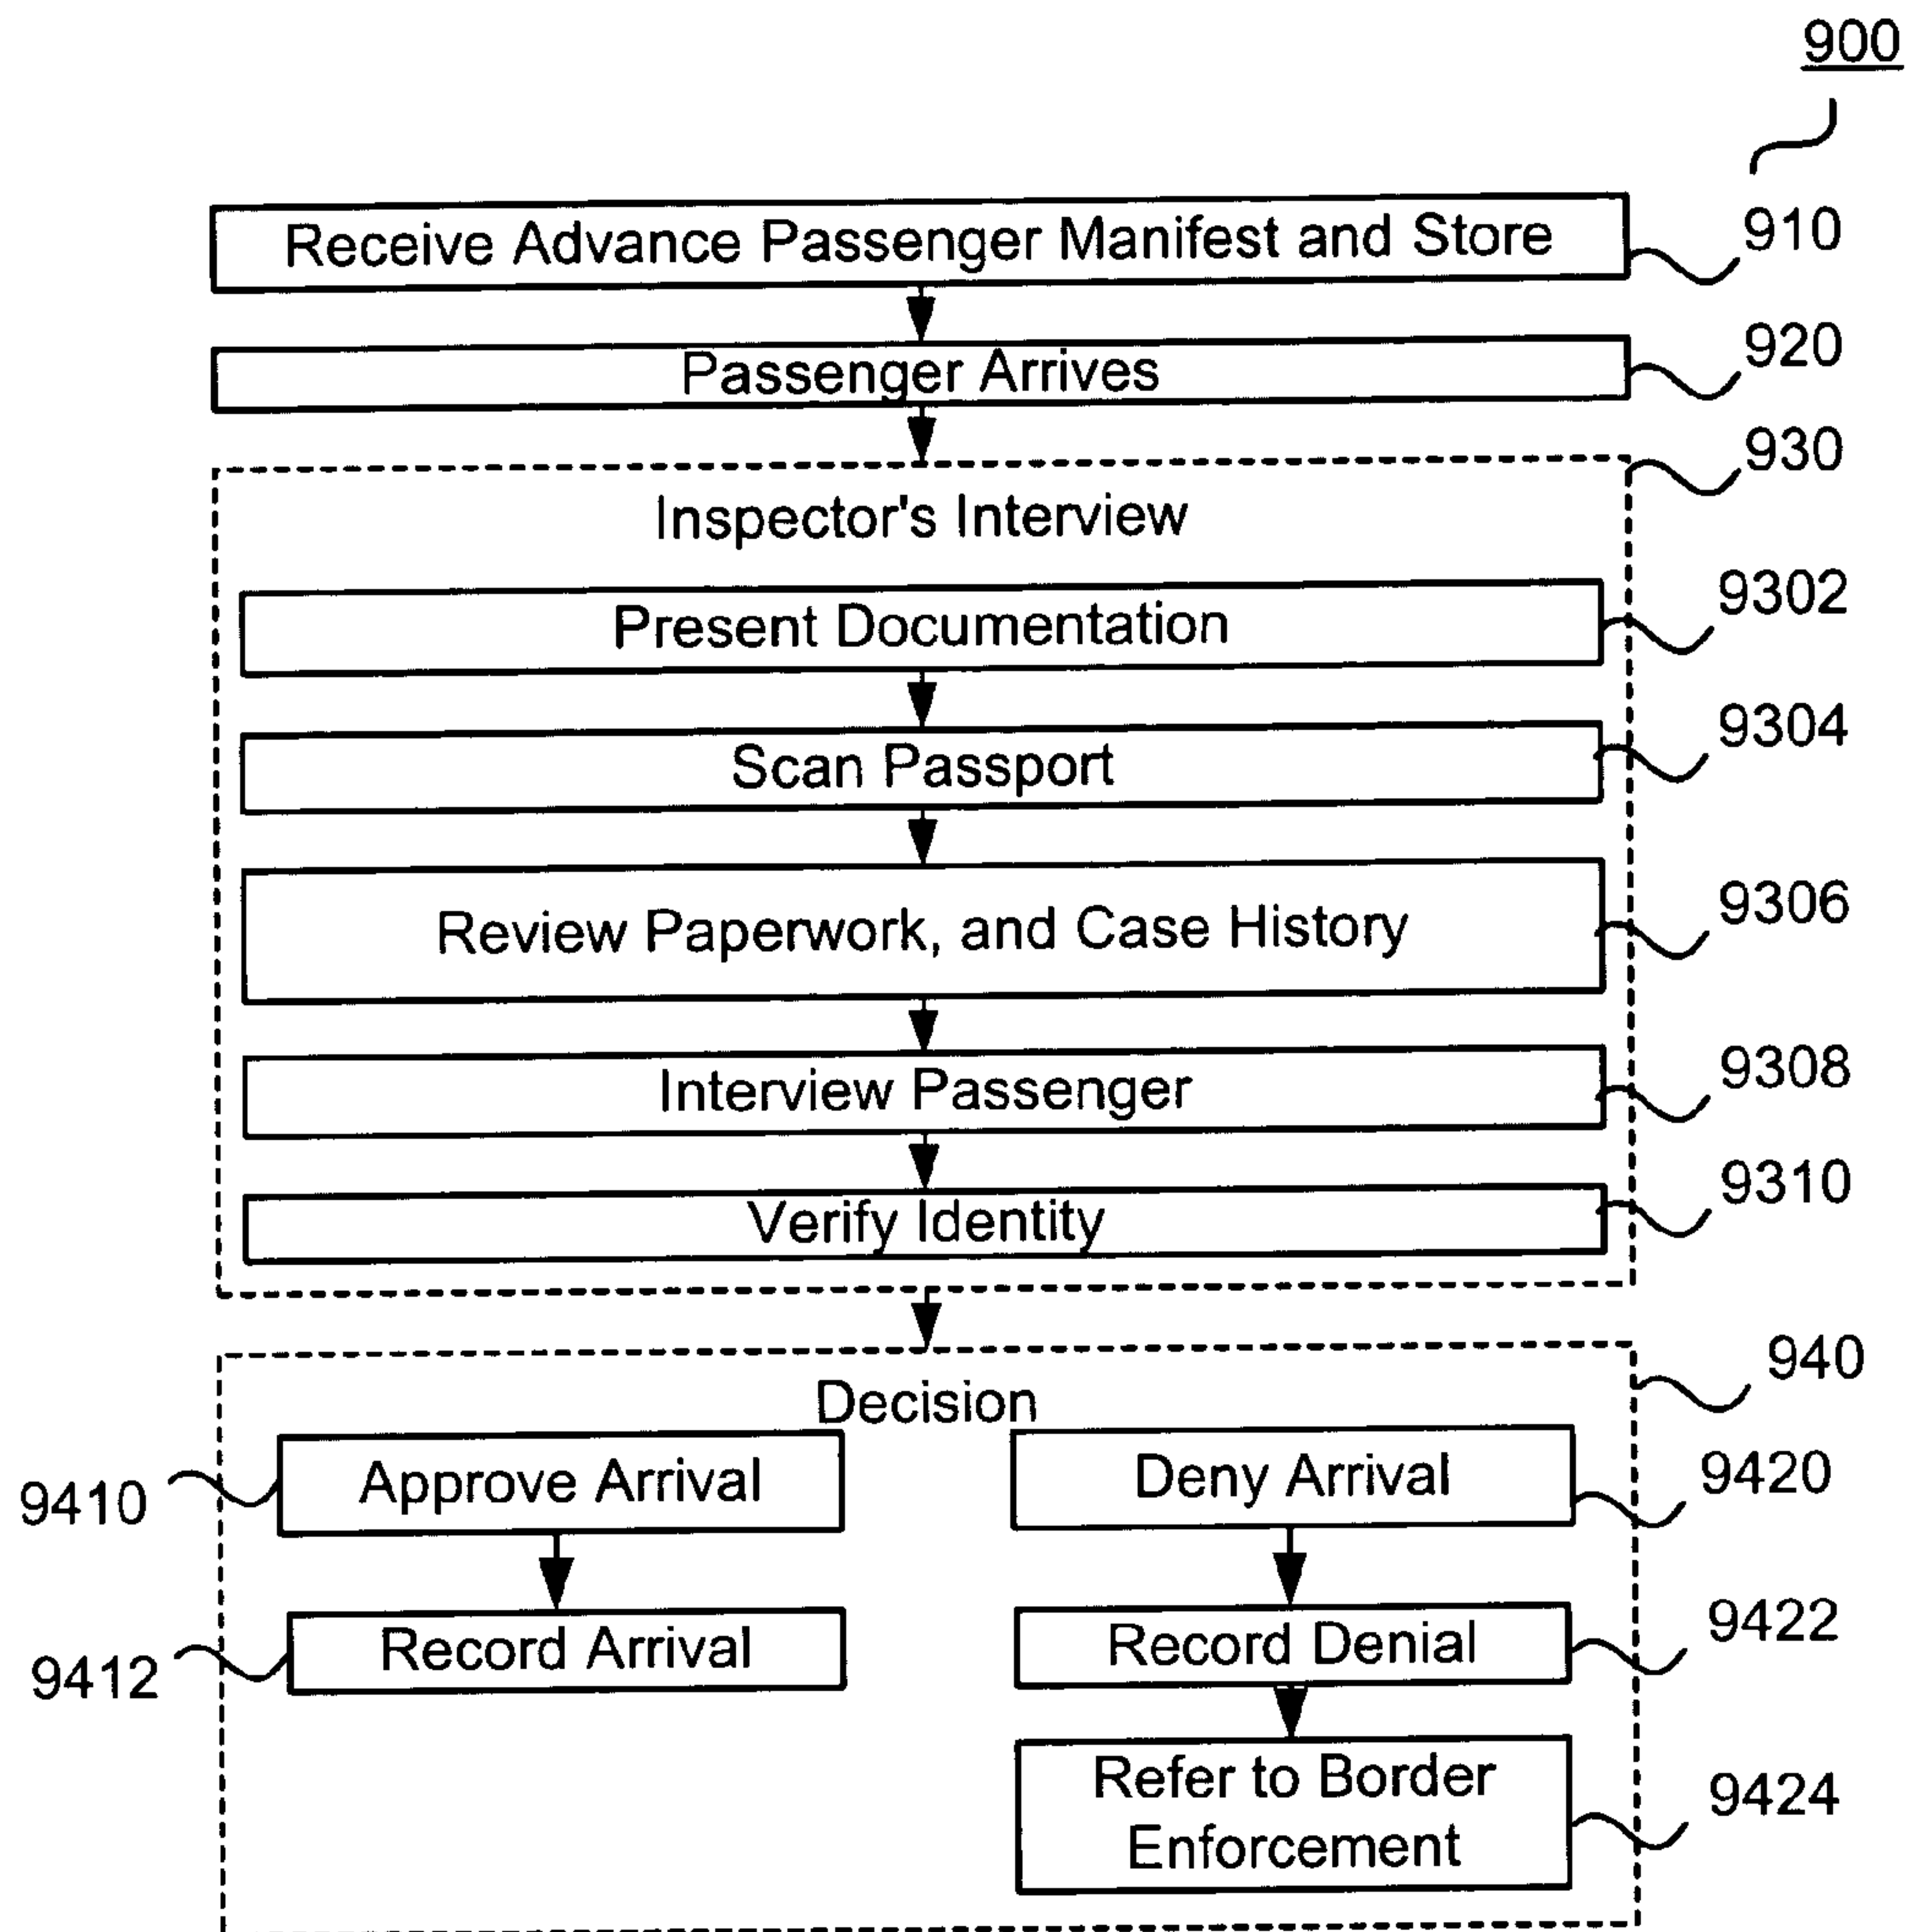 900
Receive Advance Passenger Manifest and Store
910
Passenger Arrives
920
930
Inspector's Interview
Present Documentation
9302
Scan Passport
9304
Review Paperwork, and Case History
9306
Interview Passenger
9308
Verify Identity
9310
940
Decision
9410
Approve Arrival
Deny Arrival
9420
9412
Record Arrival
Record Denial
9422
Refer to Border
Enforcement
9424